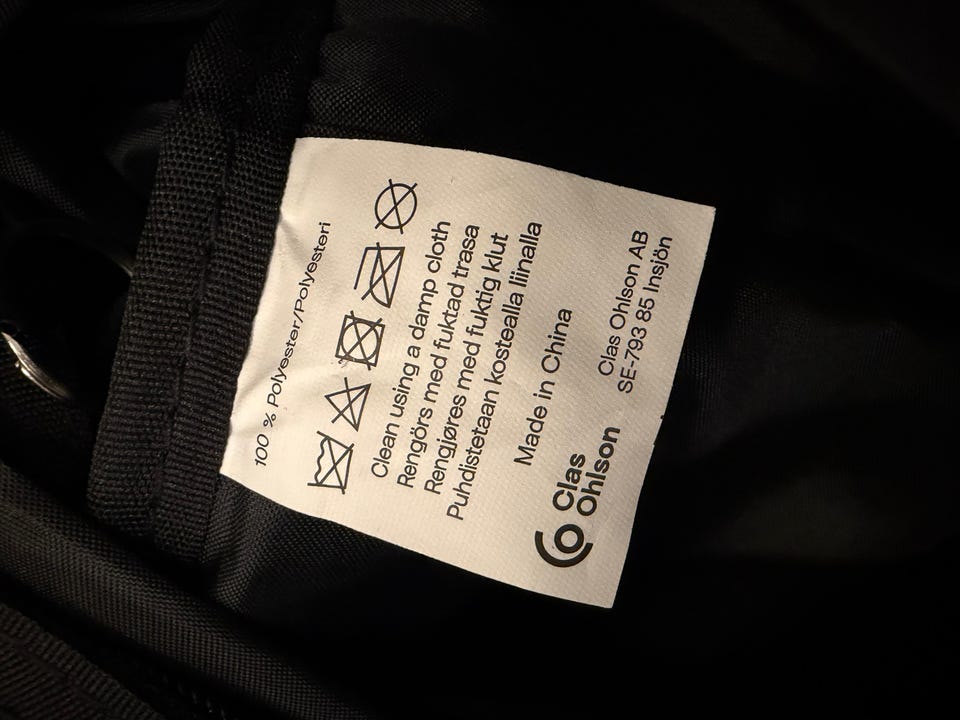 100 % Polyester/Polyesteri
Clean using a damp cloth
Rengörs med fuktad trasa
Rengjøres med fuktig klut
Puhdistetaan kostealla liinalla
Made in China
Clas
Ohlson
Clas Ohlson AB
SE-793 85 Insjön